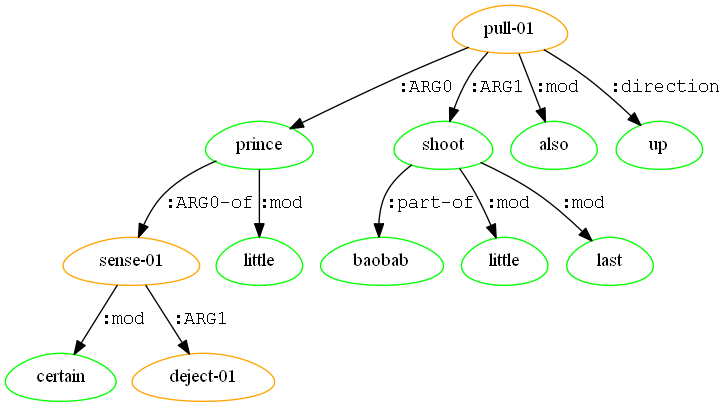 pull-01
:ARG0 :ARG1 :mod :direction
prince shoot also up
:ARG0-of :mod :part-of :mod :mod
sense-01 little baobab little last
:mod :ARG1
certain deject-01